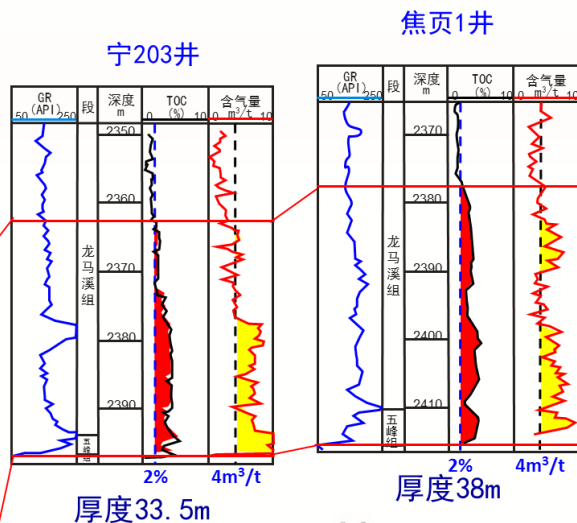 宁203井
GR
(API)
50 250
段
深度
m
TOC
(%)
0 10
含气量
m³/t
0 10
2350
2360
2370
2380
2390
龙马溪组
五峰组
2%
4m³/t
厚度33.5m
焦页1井
GR
(API)
50 250
段
深度
m
TOC
(%)
0 10
含气量
m³/t
0 10
2370
2380
2390
2400
2410
龙马溪组
五峰组
2%
4m³/t
厚度38m